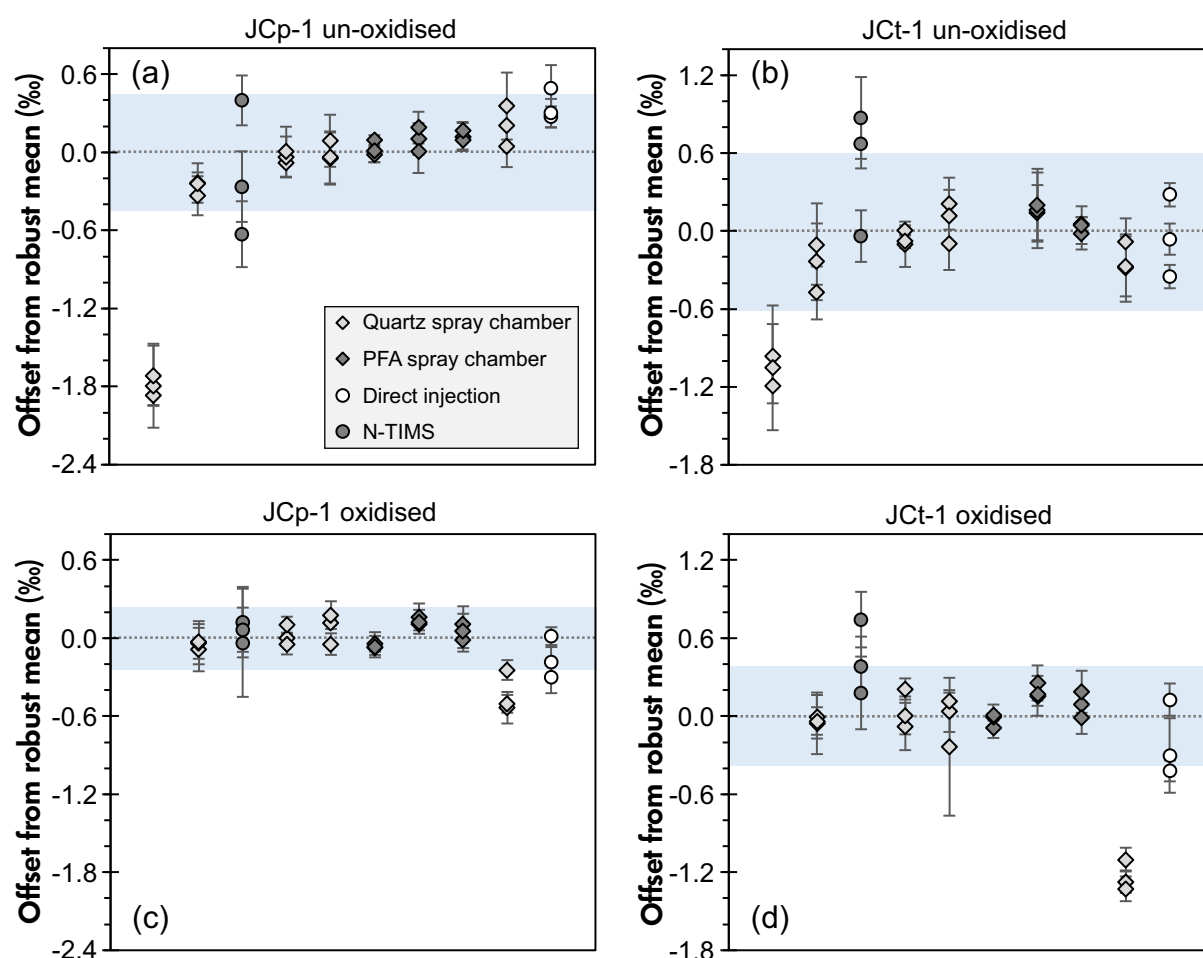 JCp-1 un-oxidised
Offset from robust mean (‰)
0.6
0.0
-0.6
-1.2
-1.8
-2.4
(a)
Quartz spray chamber
PFA spray chamber
Direct injection
N-TIMS
JCt-1 un-oxidised
Offset from robust mean (‰)
1.2
0.6
0.0
-0.6
-1.2
-1.8
(b)
JCp-1 oxidised
Offset from robust mean (‰)
0.6
0.0
-0.6
-1.2
-1.8
-2.4
(c)
JCt-1 oxidised
Offset from robust mean (‰)
1.2
0.6
0.0
-0.6
-1.2
-1.8
(d)